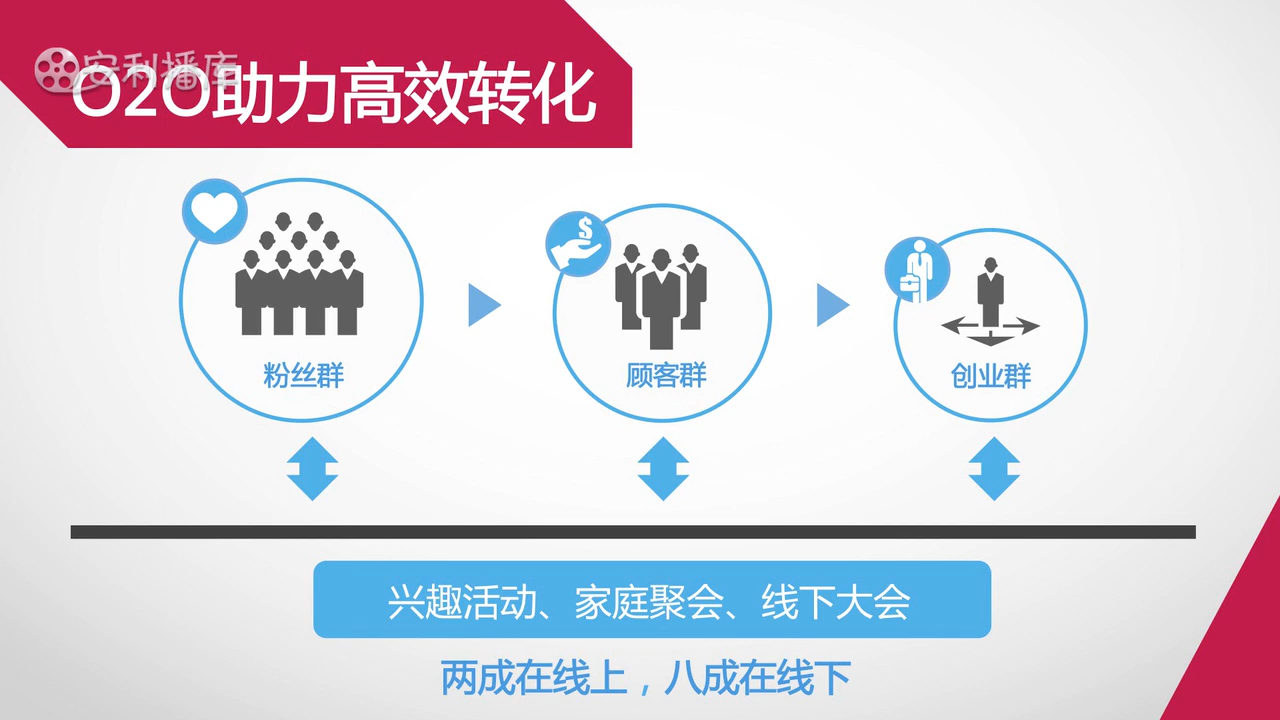 安利播库
O2O助力高效转化
$
粉丝群
顾客群
创业群
兴趣活动、家庭聚会、线下大会
两成在线上，八成在线下